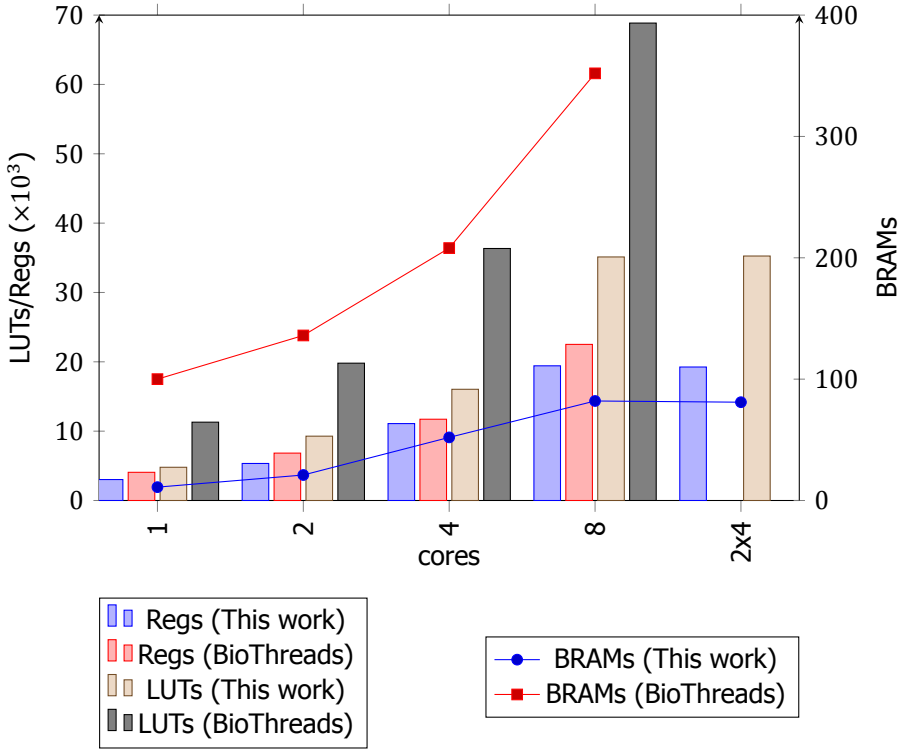 70
60
50
40
30
20
10
0
LUTs/Regs (×10³)
400
300
200
100
0
BRAMs
1
2
4
8
2x4
cores
Regs (This work)
Regs (BioThreads)
LUTs (This work)
LUTs (BioThreads)
BRAMs (This work)
BRAMs (BioThreads)